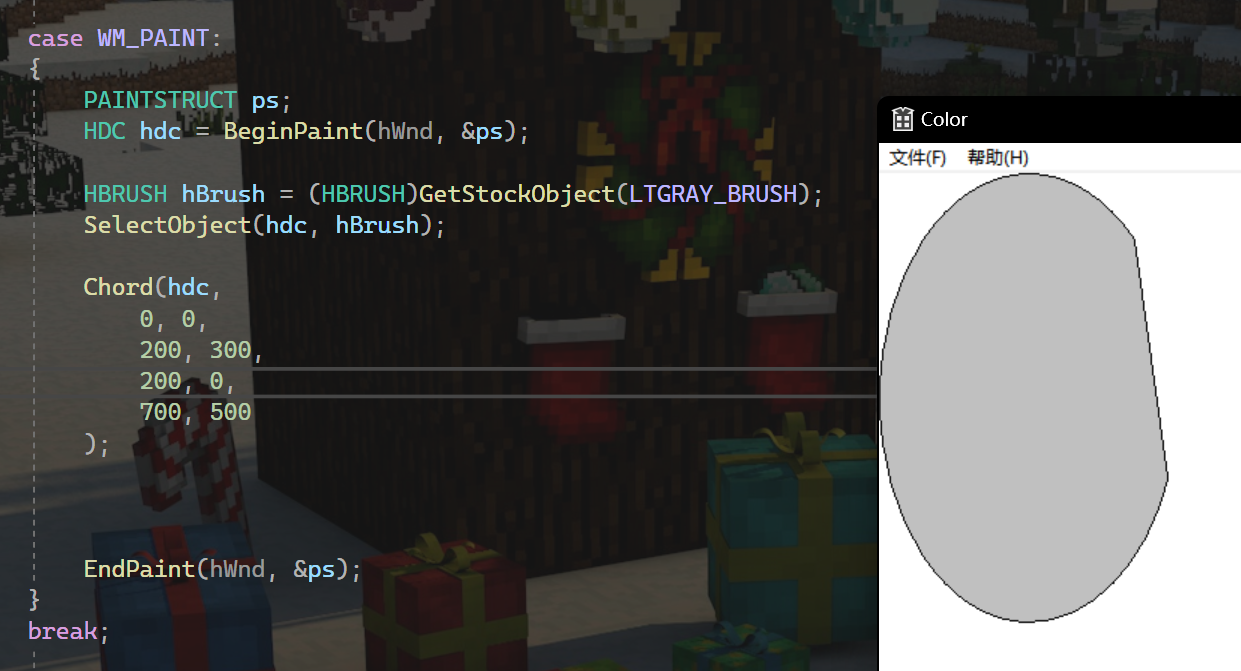 case WM_PAINT:
{
PAINTSTRUCT ps;
HDC hdc = BeginPaint(hWnd, &ps);
HBRUSH hBrush = (HBRUSH)GetStockObject(LTGRAY_BRUSH);
SelectObject(hdc, hBrush);
Chord(hdc,
0, 0,
200, 300,
200, 0,
700, 500
);
EndPaint(hWnd, &ps);
}
break;
Color
文件(F) 帮助(H)